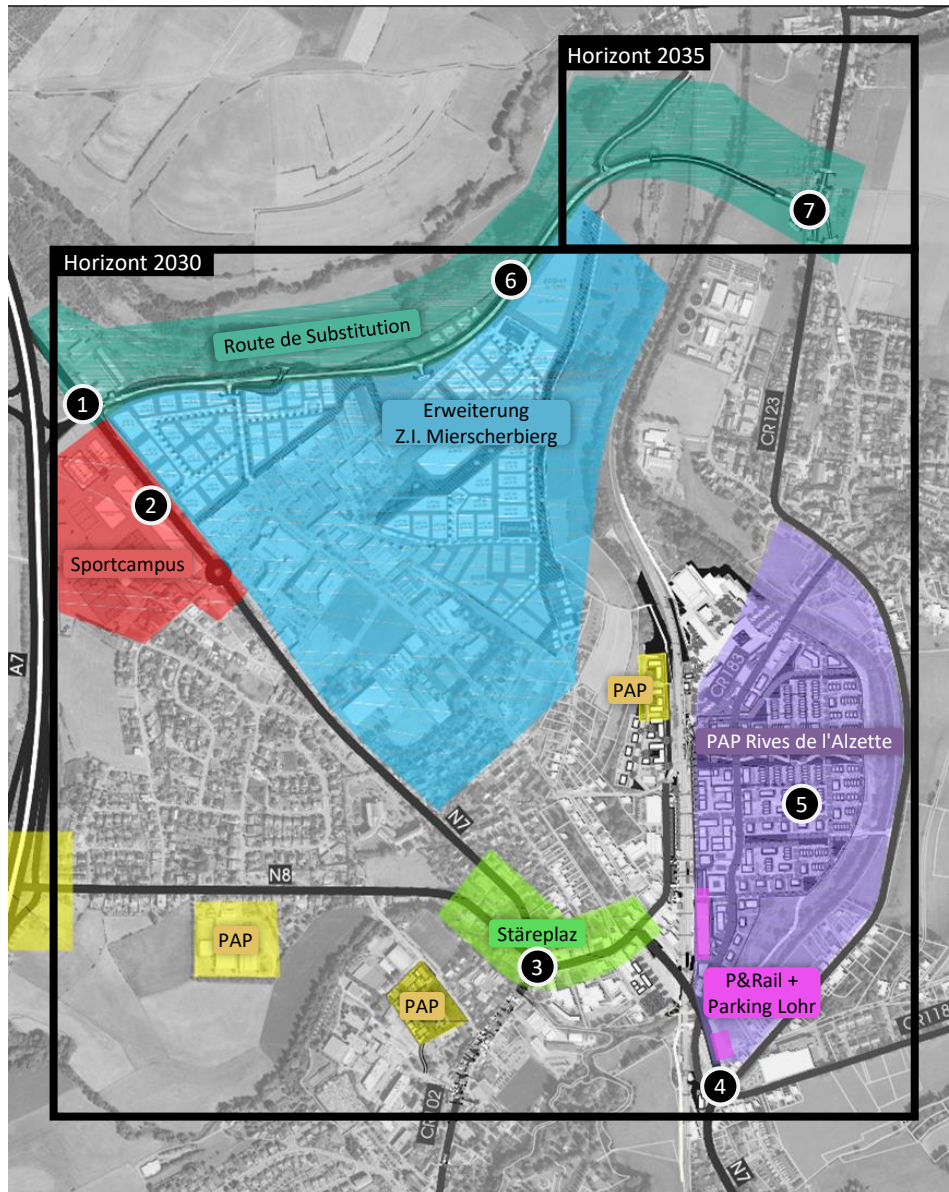 Horizont 2035
7
Horizont 2030
6
Route de Substitution
1
Erweiterung
Z.I. Mierscherbierg
CR123
2
Sportcampus
A7
PAP
CR183
PAP Rives de l'Alzette
5
N7
N8
Stäreplaz
PAP
3
P&Rail +
Parking Lohr
PAP
CR118
4
CR102
N7